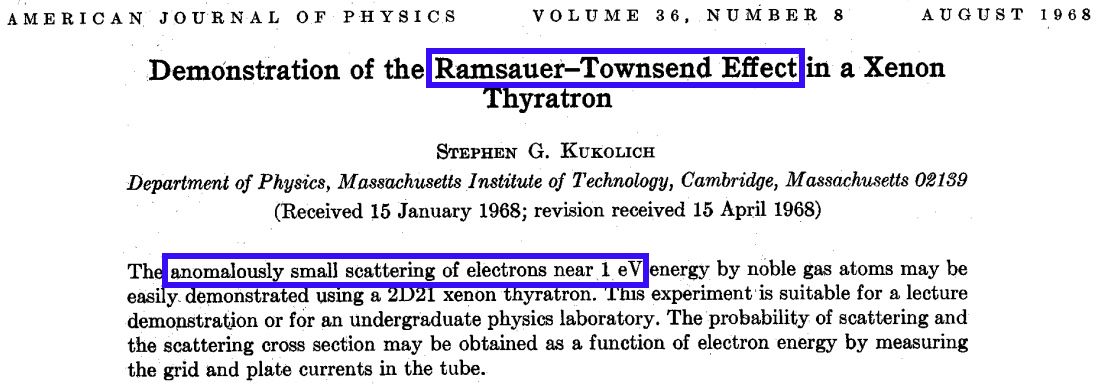 AMERICAN JOURNAL OF PHYSICS VOLUME 36, NUMBER 8 AUGUST 1968
Demonstration of the Ramsauer–Townsend Effect in a Xenon
Thyratron
STEPHEN G. KUKOLICH
Department of Physics, Massachusetts Institute of Technology, Cambridge, Massachusetts 02139
(Received 15 January 1968; revision received 15 April 1968)
The anomalously small scattering of electrons near 1 eV energy by noble gas atoms may be
easily demonstrated using a 2D21 xenon thyratron. This experiment is suitable for a lecture
demonstration or for an undergraduate physics laboratory. The probability of scattering and
the scattering cross section may be obtained as a function of electron energy by measuring
the grid and plate currents in the tube.